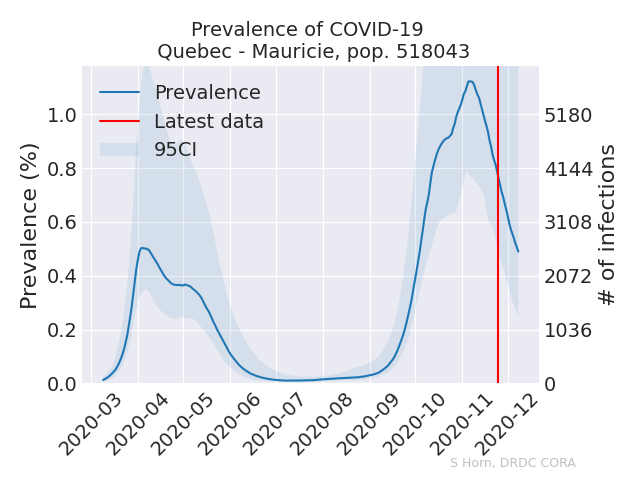 Prevalence of COVID-19
Quebec - Mauricie, pop. 518043
Prevalence
Latest data
95CI
Prevalence (%)
1.0
0.8
0.6
0.4
0.2
0.0
5180
4144
3108
2072
1036
0
# of infections
2020-03
2020-04
2020-05
2020-06
2020-07
2020-08
2020-09
2020-10
2020-11
2020-12
S Horn, DRDC CORA